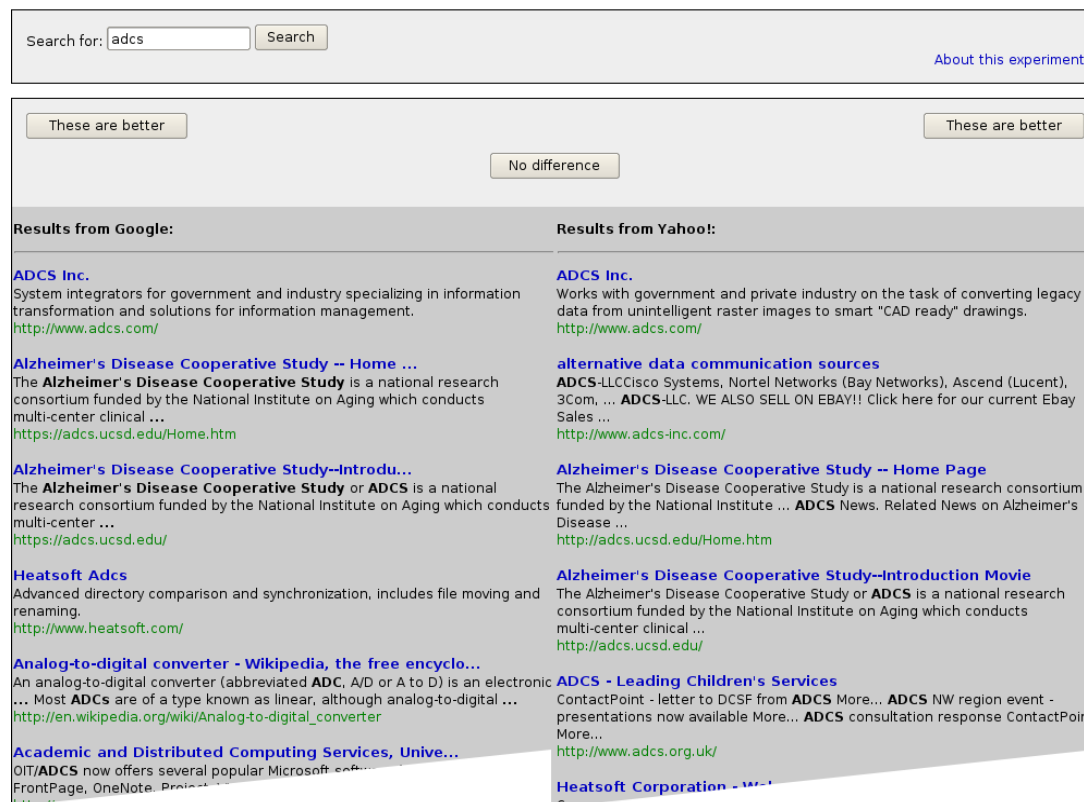 Search for: adcs Search
About this experiment
These are better
These are better
No difference
Results from Google:
ADCS Inc.
System integrators for government and industry specializing in information
transformation and solutions for information management.
http://www.adcs.com/
Alzheimer's Disease Cooperative Study -- Home ...
The Alzheimer's Disease Cooperative Study is a national research
consortium funded by the National Institute on Aging which conducts
multi-center clinical ...
https://adcs.ucsd.edu/Home.htm
Alzheimer's Disease Cooperative Study--Introdu...
The Alzheimer's Disease Cooperative Study or ADCS is a national
research consortium funded by the National Institute on Aging which conducts
multi-center ...
https://adcs.ucsd.edu/
Heatsoft Adcs
Advanced directory comparison and synchronization, includes file moving and
renaming.
http://www.heatsoft.com/
Analog-to-digital converter - Wikipedia, the free encyclo...
An analog-to-digital converter (abbreviated ADC, A/D or A to D) is an electronic
... Most ADCs are of a type known as linear, although analog-to-digital ...
http://en.wikipedia.org/wiki/Analog-to-digital_converter
Academic and Distributed Computing Services, Unive...
OIT/ADCS now offers several popular Microsoft
FrontPage, OneNote,
Results from Yahoo!:
ADCS Inc.
Works with government and private industry on the task of converting legacy
data from unintelligent raster images to smart "CAD ready" drawings.
http://www.adcs.com/
alternative data communication sources
ADCS-LLCCisco Systems, Nortel Networks (Bay Networks), Ascend (Lucent),
3Com, ... ADCS-LLC. WE ALSO SELL ON EBAY!! Click here for our current Ebay
Sales ...
http://www.adcs-inc.com/
Alzheimer's Disease Cooperative Study -- Home Page
The Alzheimer's Disease Cooperative Study is a national research consortium
funded by the National Institute ... ADCS News. Related News on Alzheimer's
Disease ...
http://adcs.ucsd.edu/Home.htm
Alzheimer's Disease Cooperative Study--Introduction Movie
The Alzheimer's Disease Cooperative Study or ADCS is a national research
consortium funded by the National Institute on Aging which conducts
multi-center clinical ...
http://adcs.ucsd.edu/
ADCS - Leading Children's Services
ContactPoint - letter to DCSF from ADCS More... ADCS NW region event -
presentations now available More... ADCS consultation response ContactPoin
More...
http://www.adcs.org.uk/
Heatsoft Corporation -